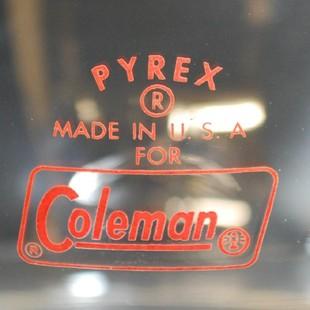 PYREX
®
MADE IN U.S.A
FOR
Coleman
®